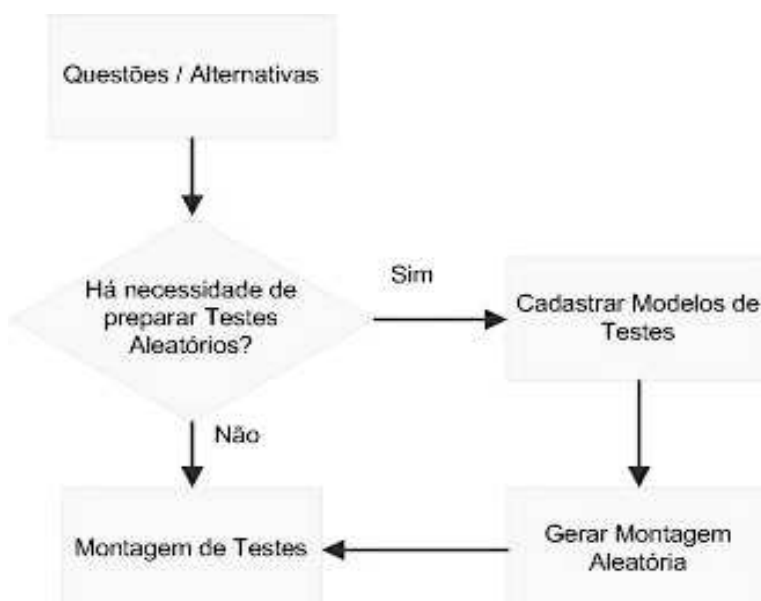 Questões / Alternativas
Há necessidade de
preparar Testes
Aleatórios?
Sim
Cadastrar Modelos de
Testes
Não
Montagem de Testes
Gerar Montagem
Aleatória